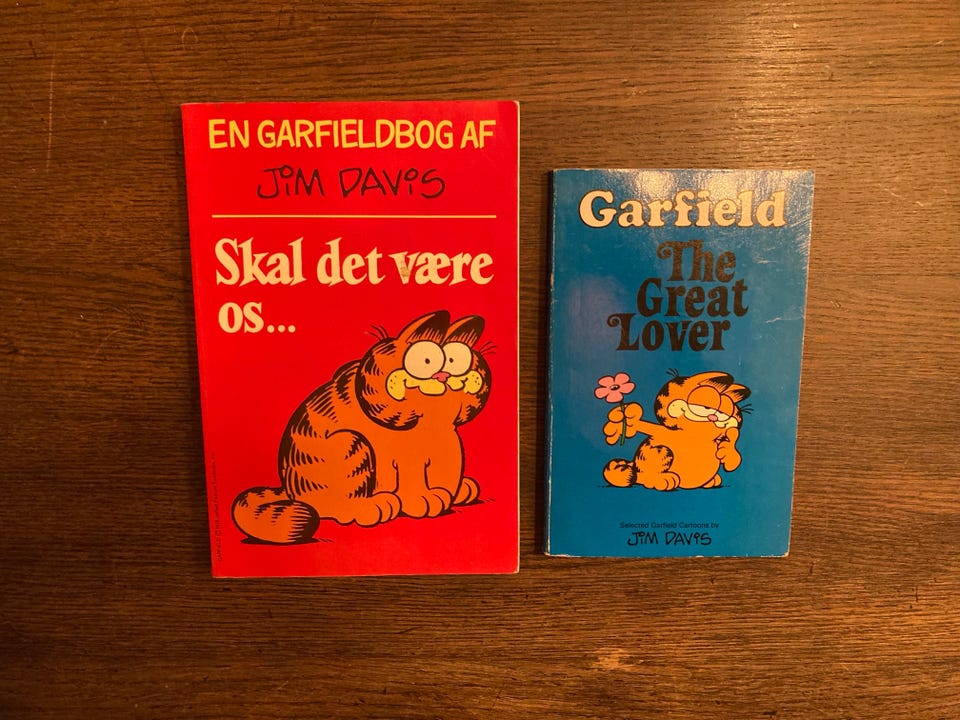 EN GARFIELDBOG AF
JIM DAVIS
Skal det være
os...
Garfield
The
Great
Lover
Selected Garfield Cartoons by
JIM DAVIS